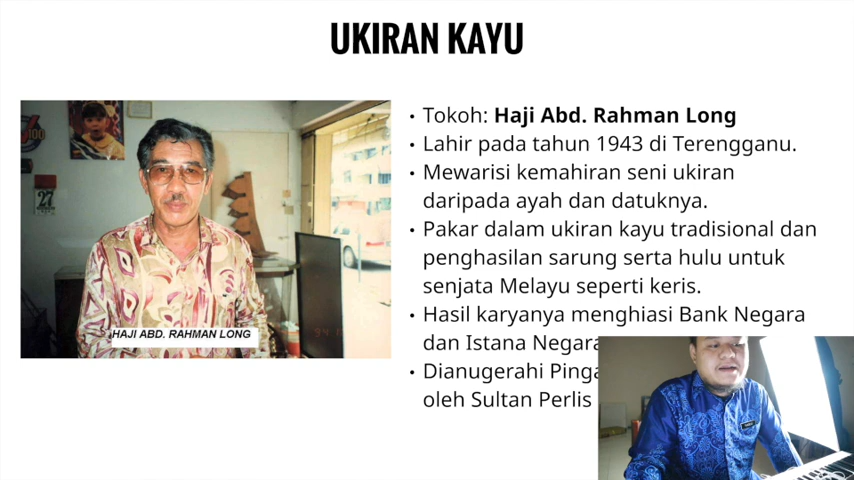 UKIRAN KAYU
• Tokoh: Haji Abd. Rahman Long
• Lahir pada tahun 1943 di Terengganu.
• Mewarisi kemahiran seni ukiran
daripada ayah dan datuknya.
• Pakar dalam ukiran kayu tradisional dan
penghasilan sarung serta hulu untuk
senjata Melayu seperti keris.
• Hasil karyanya menghiasi Bank Negara
dan Istana Negara
• Dianugerahi
oleh Sultan Perlis
100
27
HAJI ABD. RAHMAN LONG